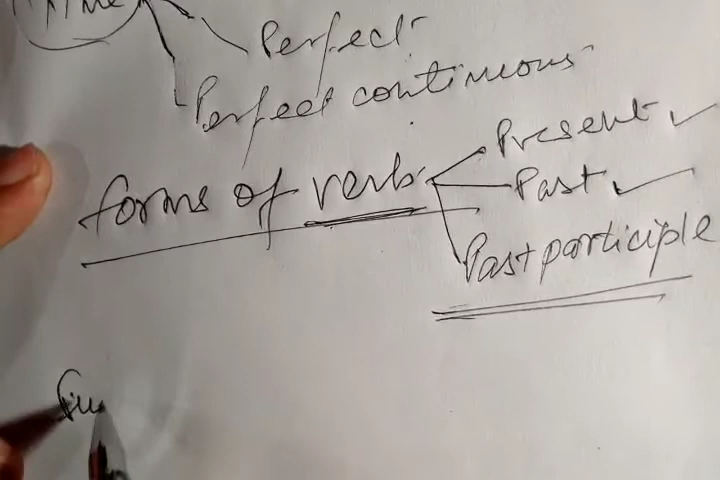 Perfect
Perfect continuous
forms of verb
Present
Past
Past participle